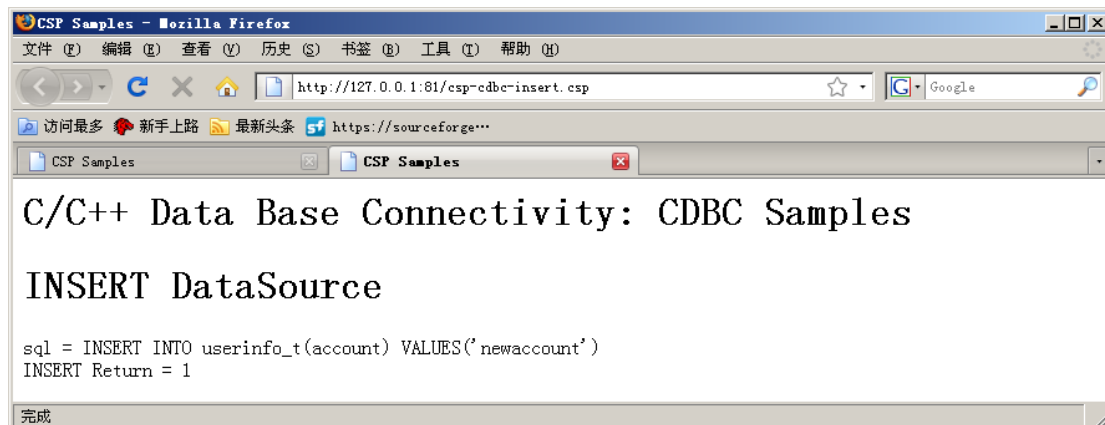 CSP Samples - Mozilla Firefox
文件 (F) 编辑 (E) 查看 (V) 历史 (S) 书签 (B) 工具 (T) 帮助 (H)
http://127.0.0.1:81/csp-cdbc-insert.csp G Google
访问最多 新手上路 最新头条 sf https://sourceforge…
CSP Samples CSP Samples
C/C++ Data Base Connectivity: CDBC Samples
INSERT DataSource
sql = INSERT INTO userinfo_t(account) VALUES('newaccount')
INSERT Return = 1
完成